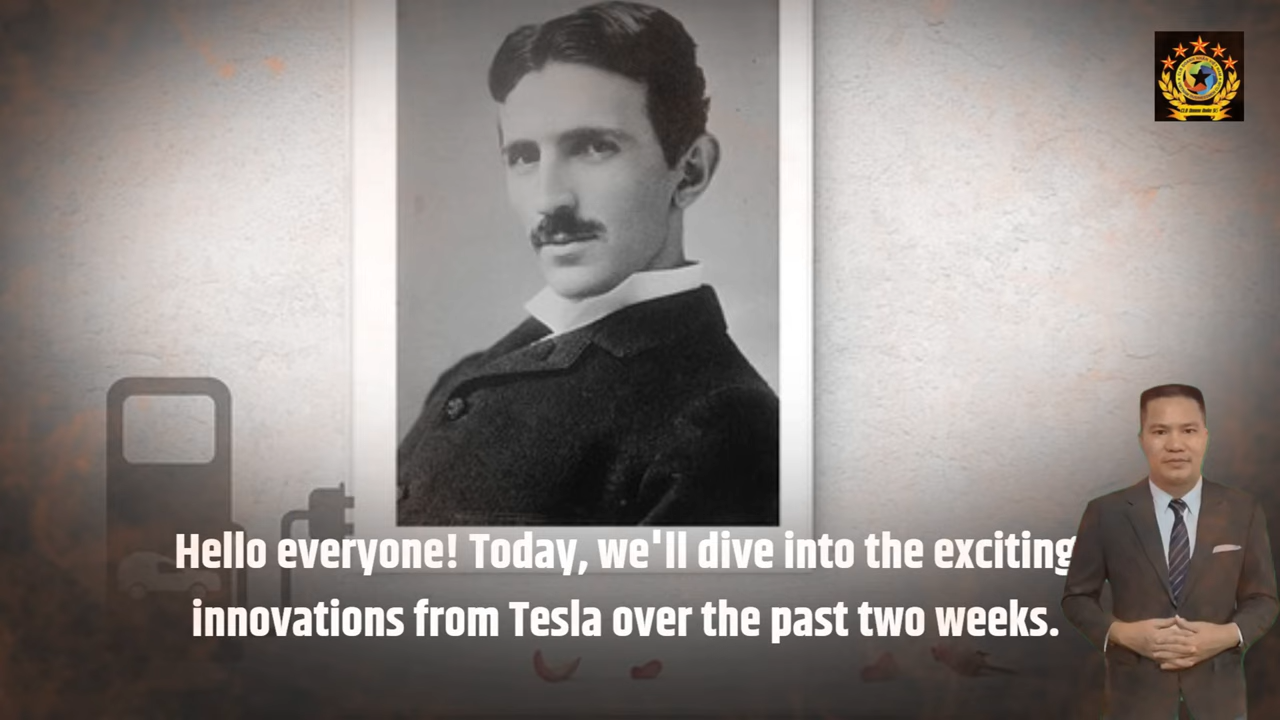 Hello everyone! Today, we'll dive into the exciting
innovations from Tesla over the past two weeks.